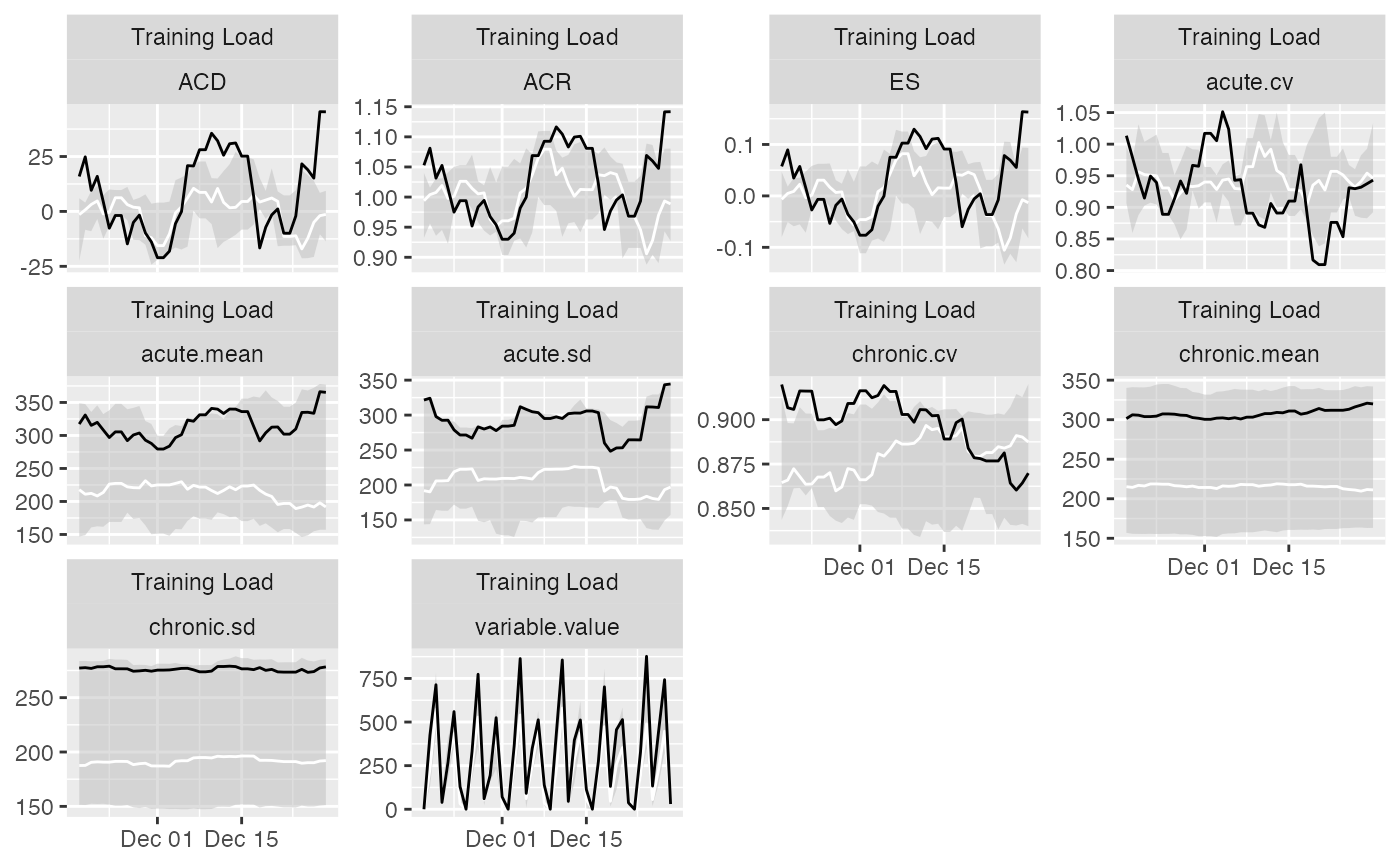 Training Load
ACD
25
0
-25
Training Load
ACR
1.15
1.10
1.05
1.00
0.95
0.90
Training Load
ES
0.1
0.0
-0.1
Training Load
acute.cv
1.05
1.00
0.95
0.90
0.85
0.80
Training Load
acute.mean
350
300
250
200
150
Training Load
acute.sd
350
300
250
200
150
Training Load
chronic.cv
0.900
0.875
0.850
Dec 01 Dec 15
Training Load
chronic.mean
350
300
250
200
150
Dec 01 Dec 15
Training Load
chronic.sd
250
200
150
Dec 01 Dec 15
Training Load
variable.value
750
500
250
0
Dec 01 Dec 15